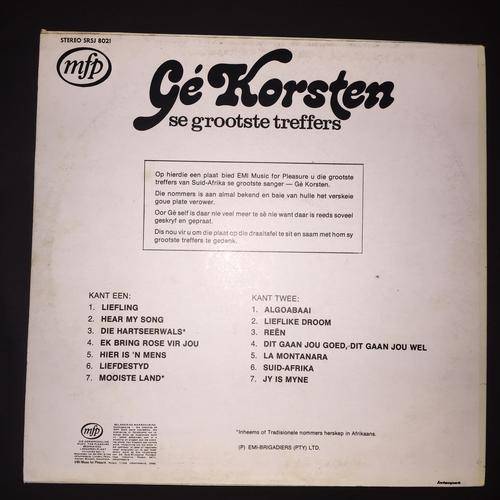 STEREO SRSJ 8021
mfp
Gé Korsten
se grootste treffers
Op hierdie een plaat bied EMI Music for Pleasure u die grootste
treffers van Suid-Afrika se grootste sanger — Gé Korsten.
Die nommers is aan almal bekend en baie van hulle het verskeie
goue plate verower.
Oor Gé self is daar nie veel meer te sê nie want daar is reeds soveel
geskryf en gepraat.
Dis nou vir u om die plaat op die draaitafel te sit en saam met hom sy
grootste treffers te gedenk.
KANT EEN:
1. LIEFLING
2. HEAR MY SONG
3. DIE HARTSEERWALS*
4. EK BRING ROSE VIR JOU
5. HIER IS 'N MENS
6. LIEFDESTYD
7. MOOISTE LAND*
KANT TWEE:
1. ALGOABAAI
2. LIEFLIKE DROOM
3. REËN
4. DIT GAAN JOU GOED, DIT GAAN JOU WEL
5. LA MONTANARA
6. SUID-AFRIKA
7. JY IS MYNE
*Inheems of Tradisionele nommers herskep in Afrikaans.
(P) EMI-BRIGADIERS (PTY) LTD.
mfp